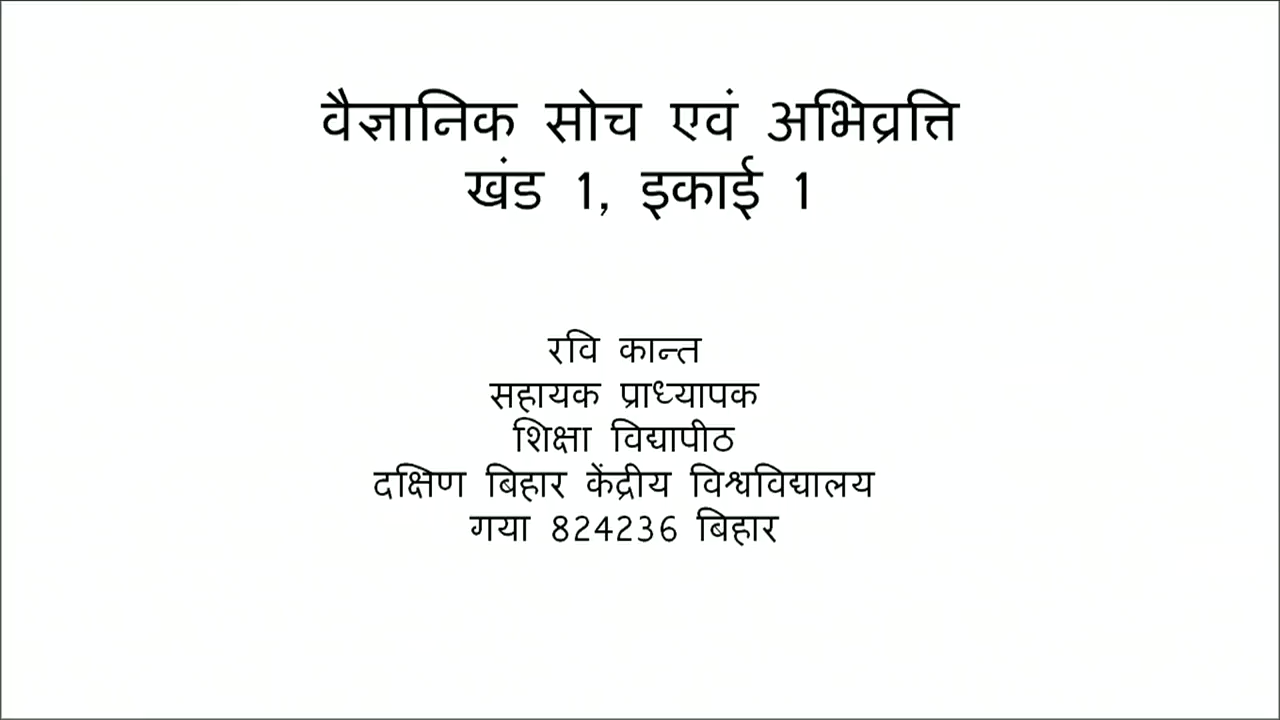 वैज्ञानिक सोच एवं अभिव्रत्ति
खंड 1, इकाई 1
रवि कान्त
सहायक प्राध्यापक
शिक्षा विद्यापीठ
दक्षिण बिहार केंद्रीय विश्वविद्यालय
गया 824236 बिहार